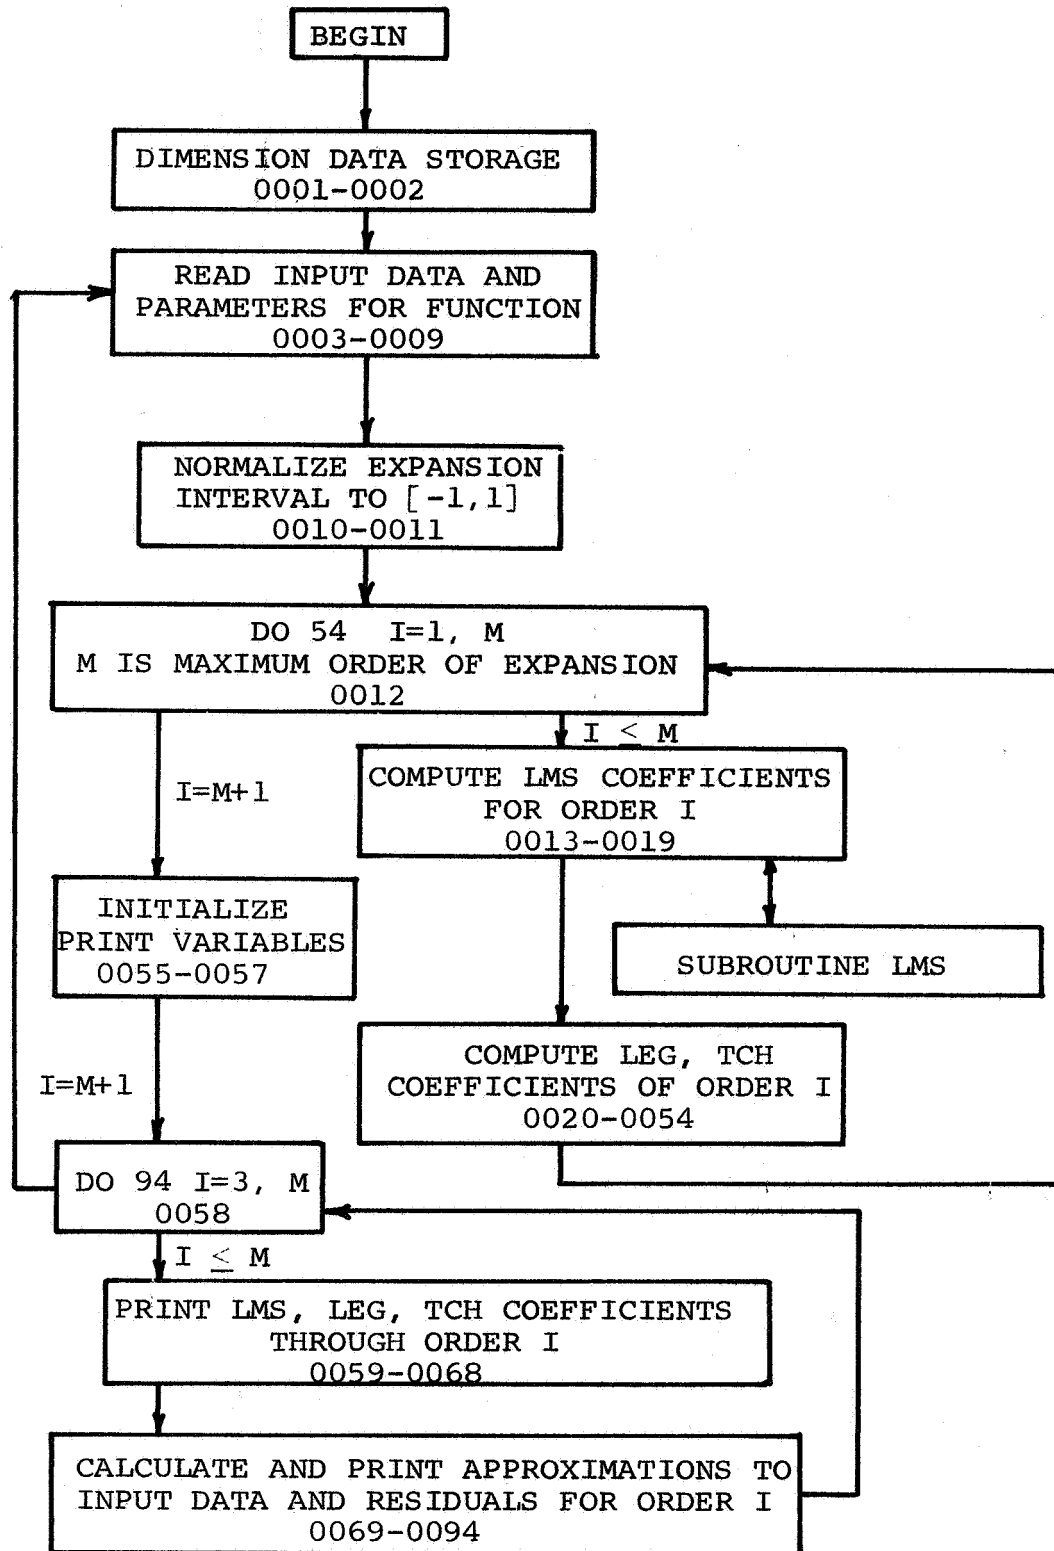 BEGIN
DIMENSION DATA STORAGE
0001-0002
READ INPUT DATA AND
PARAMETERS FOR FUNCTION
0003-0009
NORMALIZE EXPANSION
INTERVAL TO [-1,1]
0010-0011
DO 54 I=1, M
M IS MAXIMUM ORDER OF EXPANSION
0012
I ≤ M
I=M+1
COMPUTE LMS COEFFICIENTS
FOR ORDER I
0013-0019
INITIALIZE
PRINT VARIABLES
0055-0057
SUBROUTINE LMS
COMPUTE LEG, TCH
COEFFICIENTS OF ORDER I
0020-0054
I=M+1
DO 94 I=3, M
0058
I ≤ M
PRINT LMS, LEG, TCH COEFFICIENTS
THROUGH ORDER I
0059-0068
CALCULATE AND PRINT APPROXIMATIONS TO
INPUT DATA AND RESIDUALS FOR ORDER I
0069-0094